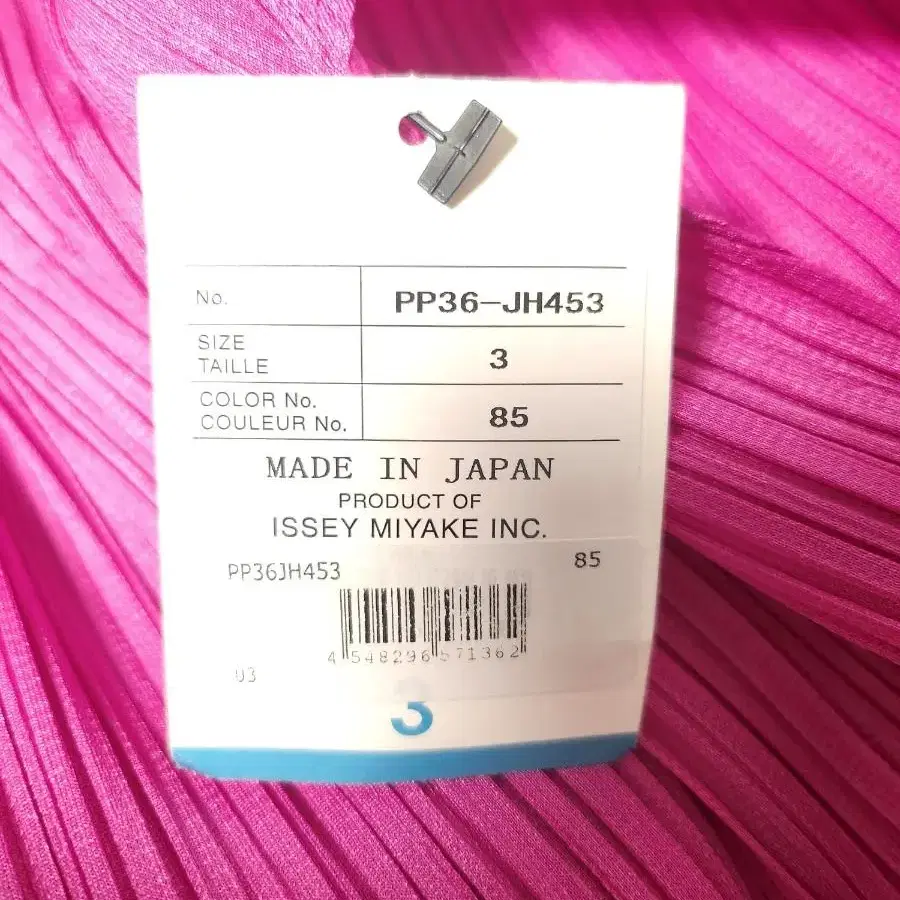 No. PP36-JH453
SIZE
TAILLE 3
COLOR No.
COULEUR No. 85
MADE IN JAPAN
PRODUCT OF
ISSEY MIYAKE INC.
PP36JH453 85
4 548296 571362
03
3